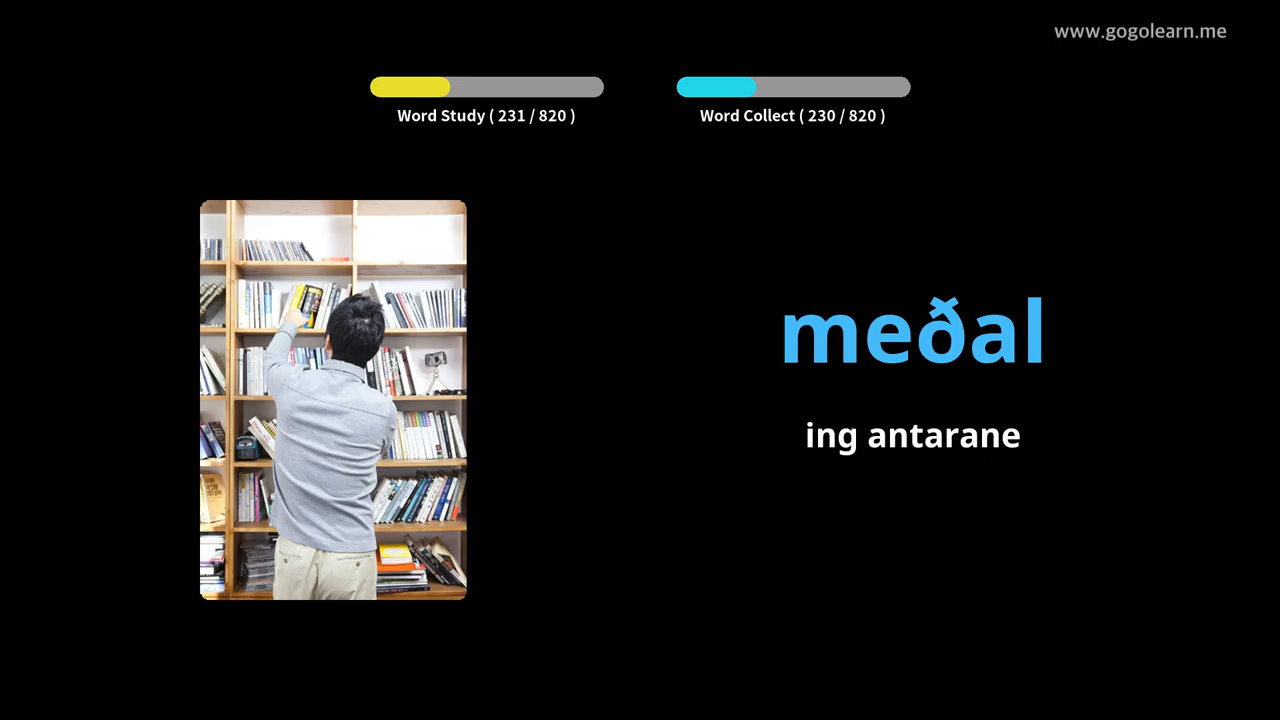 www.gogolearn.me
Word Study ( 231 / 820 )
Word Collect ( 230 / 820 )
meðal
ing antarane